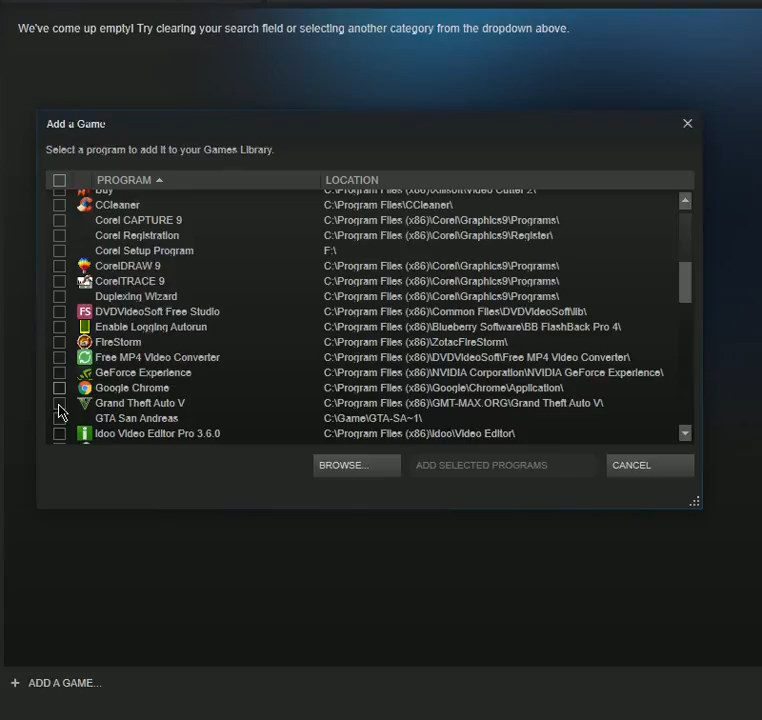 We've come up empty! Try clearing your search field or selecting another category from the dropdown above.
Add a Game
Select a program to add it to your Games Library.
PROGRAM LOCATION
Buy C:\Program Files (x86)\Xilisoft\Video Cutter 2\
CCleaner C:\Program Files\CCleaner\
Corel CAPTURE 9 C:\Program Files (x86)\Corel\Graphics9\Programs\
Corel Registration C:\Program Files (x86)\Corel\Graphics9\Register\
Corel Setup Program F:\
CorelDRAW 9 C:\Program Files (x86)\Corel\Graphics9\Programs\
CorelTRACE 9 C:\Program Files (x86)\Corel\Graphics9\Programs\
Duplexing Wizard C:\Program Files (x86)\Corel\Graphics9\Programs\
DVDVideoSoft Free Studio C:\Program Files (x86)\Common Files\DVDVideoSoft\lib\
Enable Logging Autorun C:\Program Files (x86)\Blueberry Software\BB FlashBack Pro 4\
FireStorm C:\Program Files (x86)\ZotacFireStorm\
Free MP4 Video Converter C:\Program Files (x86)\DVDVideoSoft\Free MP4 Video Converter\
GeForce Experience C:\Program Files (x86)\NVIDIA Corporation\NVIDIA GeForce Experience\
Google Chrome C:\Program Files (x86)\Google\Chrome\Application\
Grand Theft Auto V C:\Program Files (x86)\GMT-MAX.ORG\Grand Theft Auto V\
GTA San Andreas C:\Game\GTA-SA~1\
Idoo Video Editor Pro 3.6.0 C:\Program Files (x86)\Idoo\Video Editor\
BROWSE... ADD SELECTED PROGRAMS CANCEL
+ ADD A GAME...